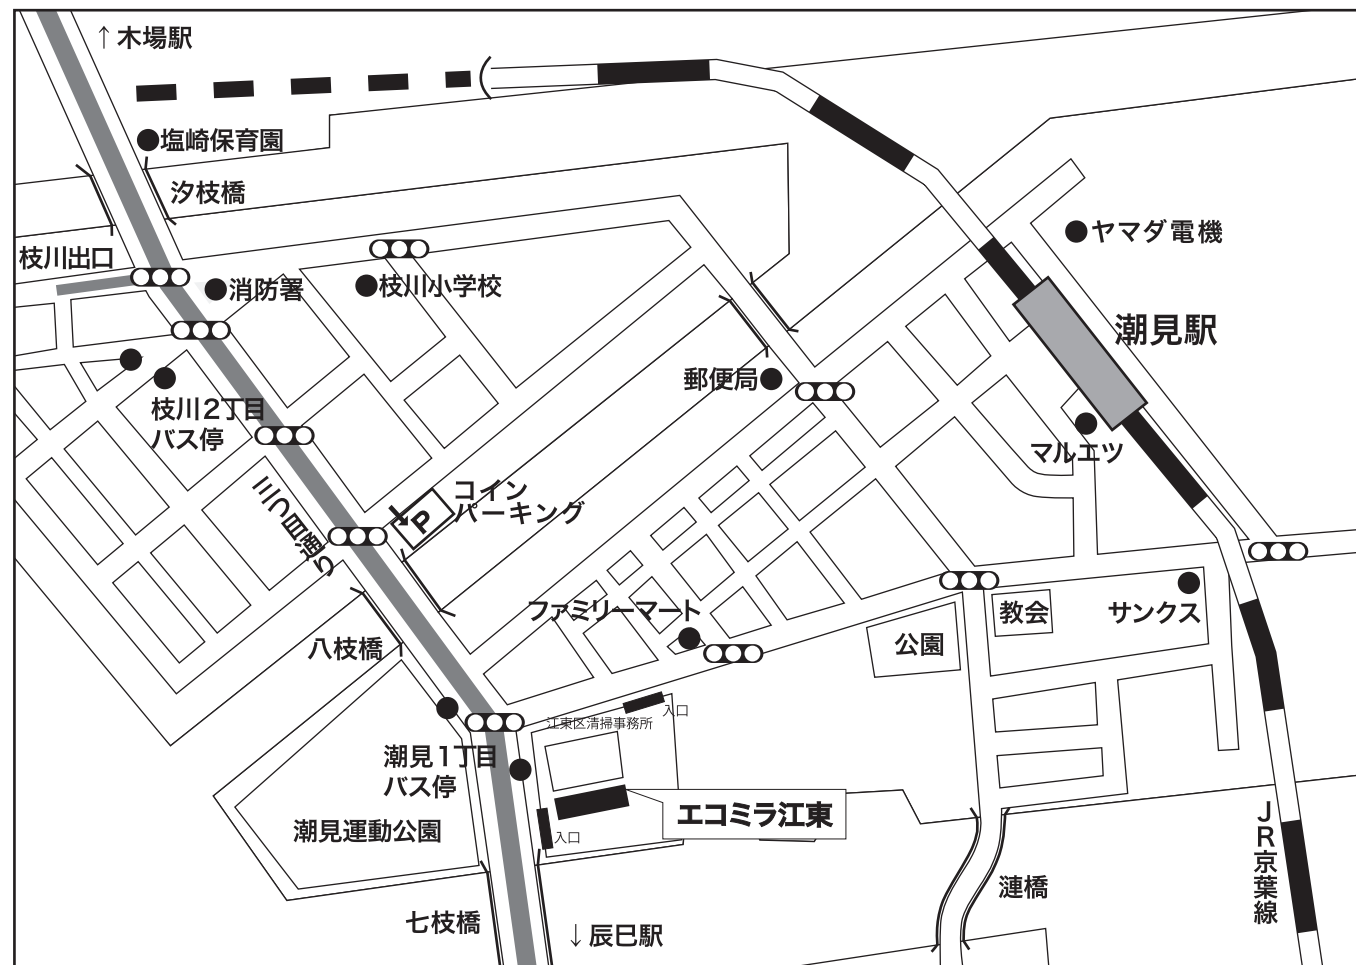 ↑木場駅
塩崎保育園
汐枝橋
枝川出口
消防署
枝川小学校
ヤマダ電機
潮見駅
郵便局
枝川2丁目
バス停
マルエツ
コイン
パーキング
P
三つ目通り
ファミリーマート
教会
サンクス
八枝橋
公園
入口
江東区清掃事務所
潮見1丁目
バス停
エコミラ江東
入口
潮見運動公園
JR京葉線
漣橋
七枝橋
↓辰巳駅